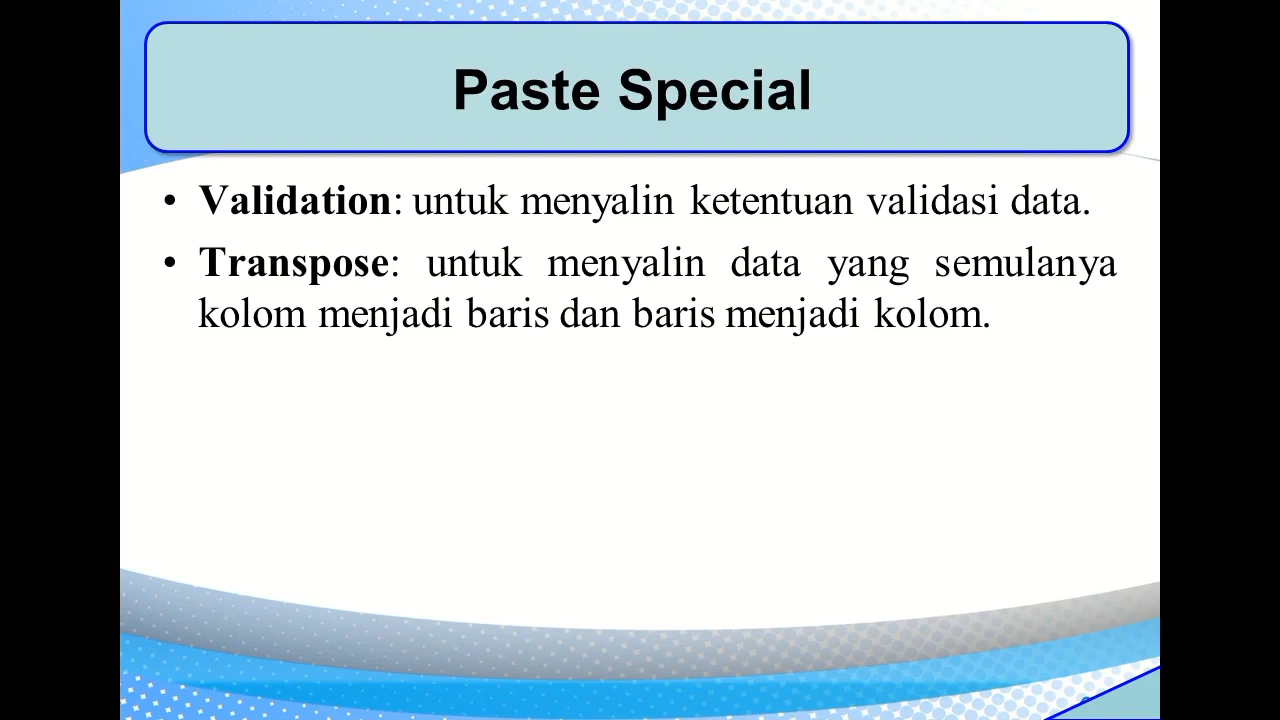 Paste Special
• Validation: untuk menyalin ketentuan validasi data.
• Transpose: untuk menyalin data yang semulanya
kolom menjadi baris dan baris menjadi kolom.